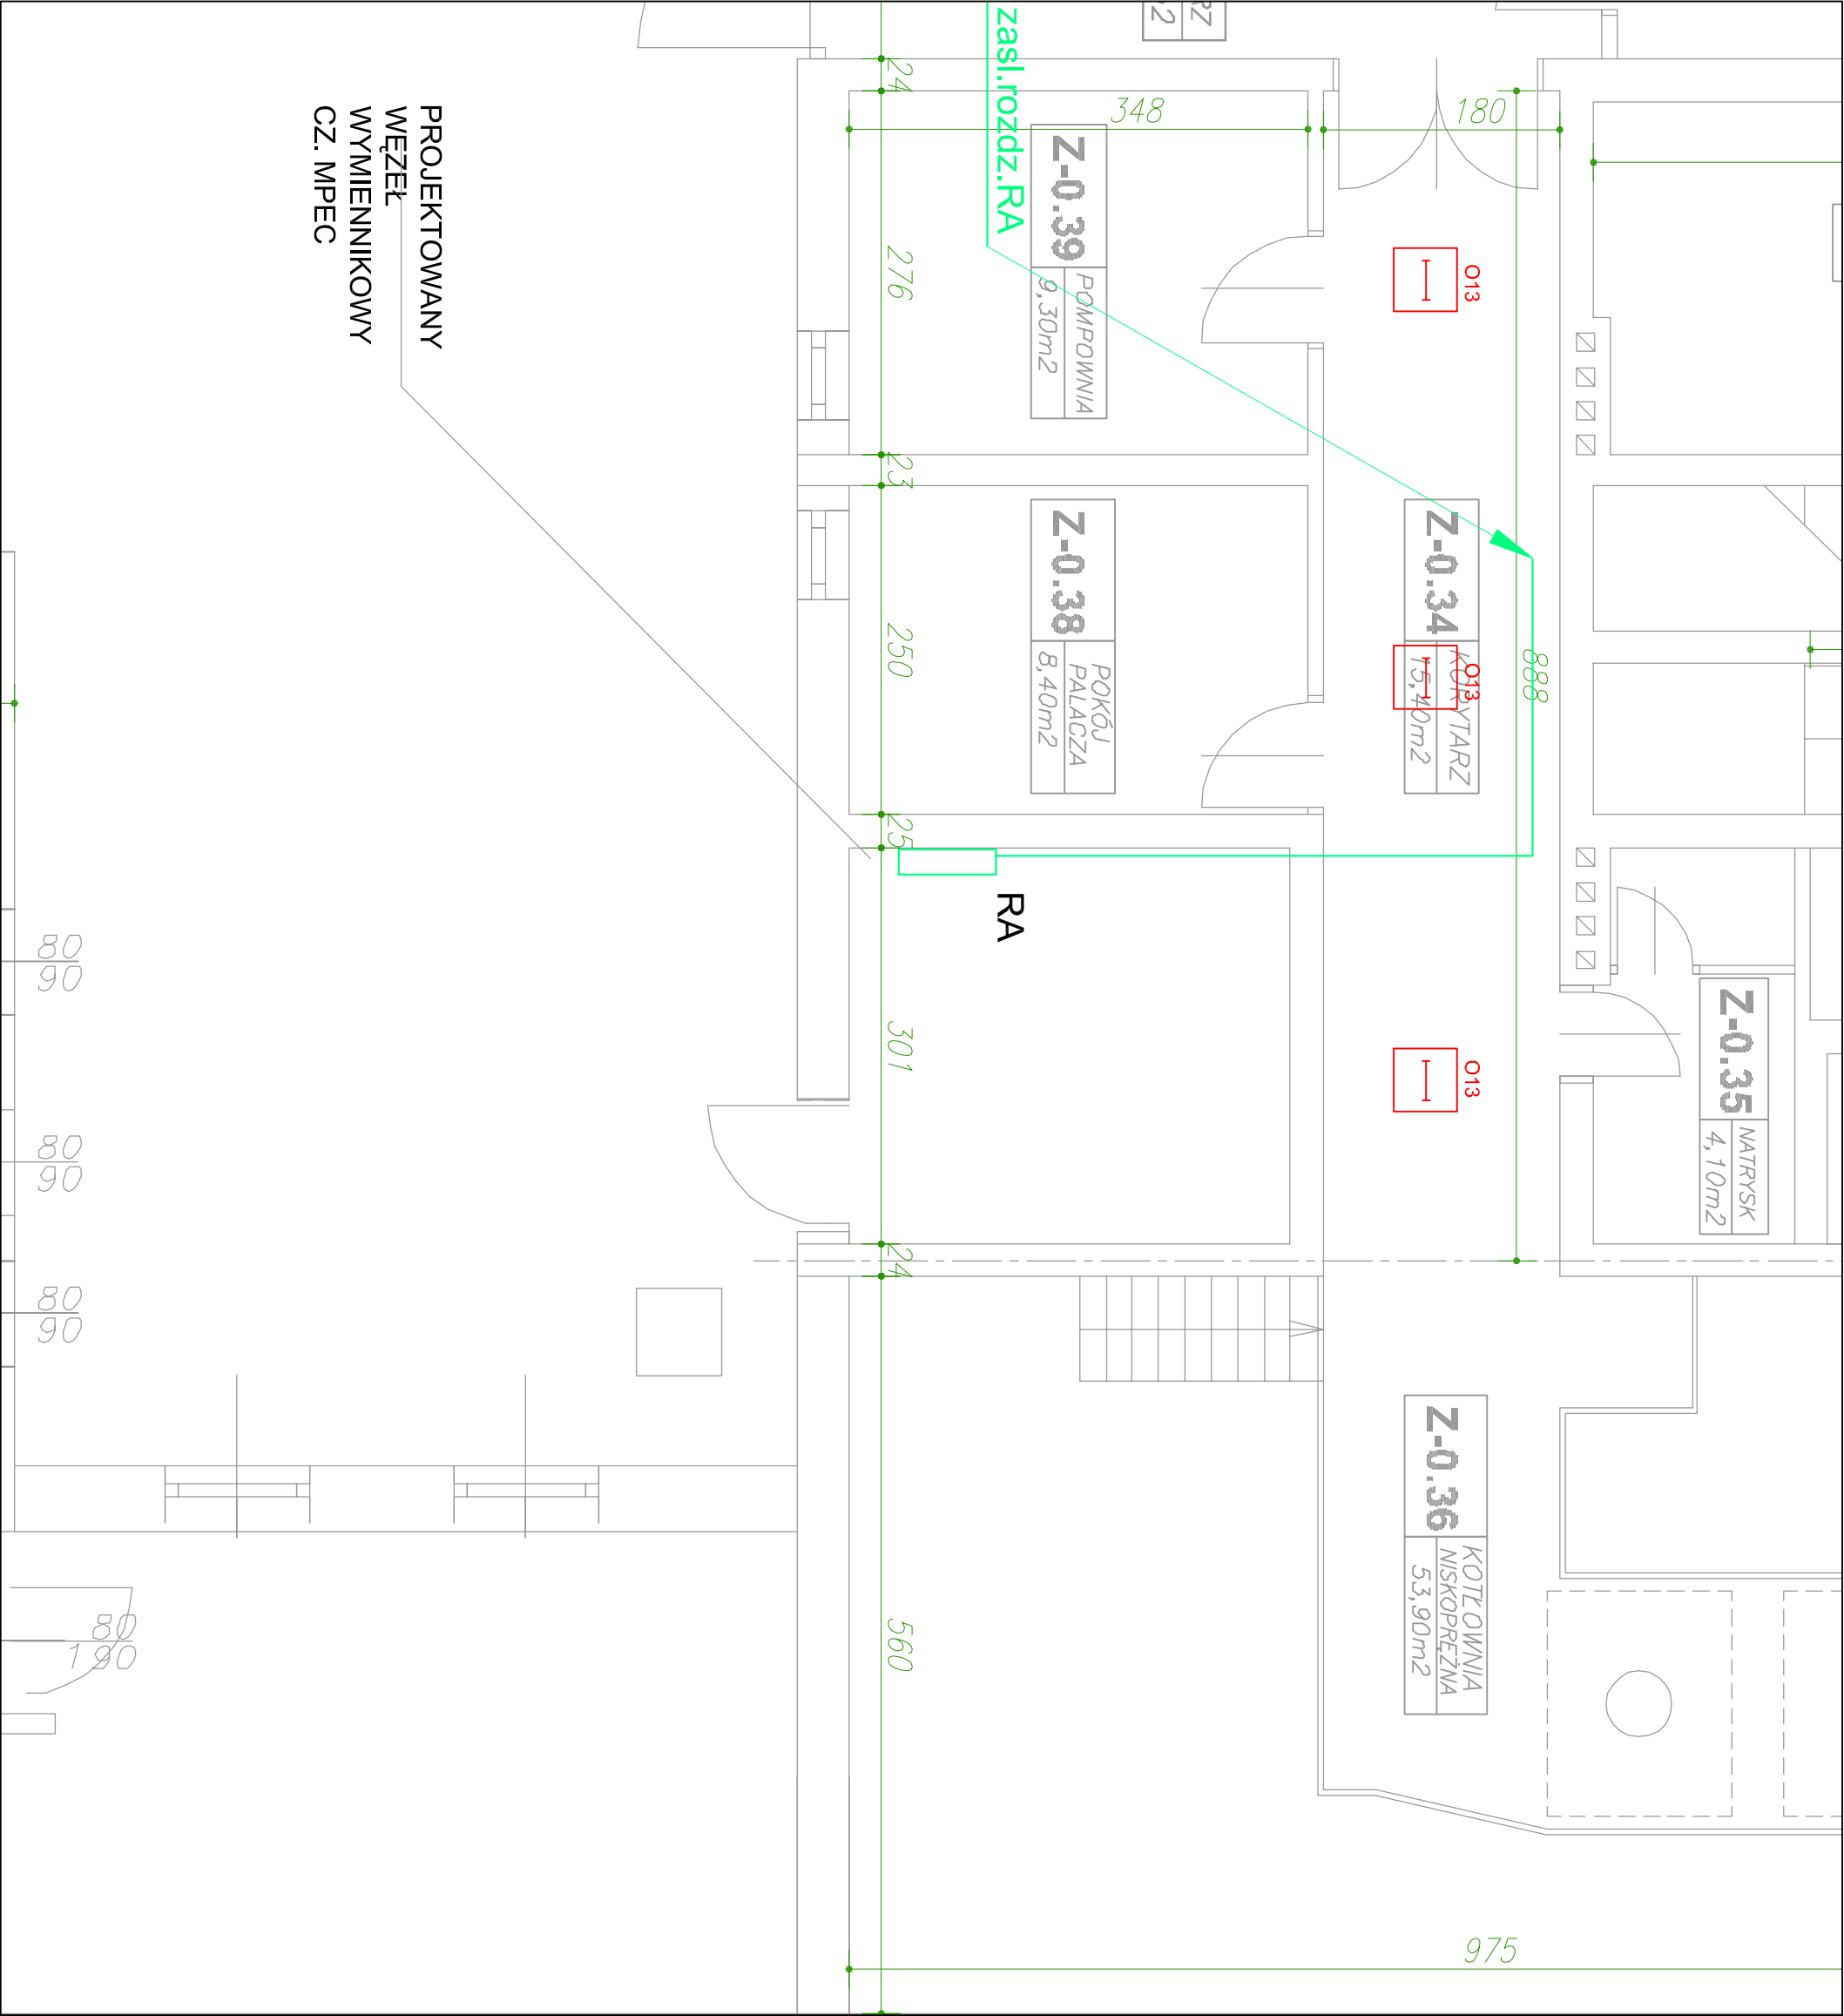 zasl.rozdz.RA
PROJEKTOWANY
WĘZEŁ
WYMIENNIKOWY
CZ. MPEC
RZ
2
24
348
180
Z-0.39
POMPOWNIA
9,30m2
276
O13
23
Z-0.38
POKÓJ
PALACZA
8,40m2
250
Z-0.34
KORYTARZ
15,40m2
O13
888
25
RA
301
O13
Z-0.35
NATRYSK
4,10m2
24
Z-0.36
KOTŁOWNIA
NISKOPRĘŻNA
53,90m2
560
975
80
90
80
90
80
90
80
190